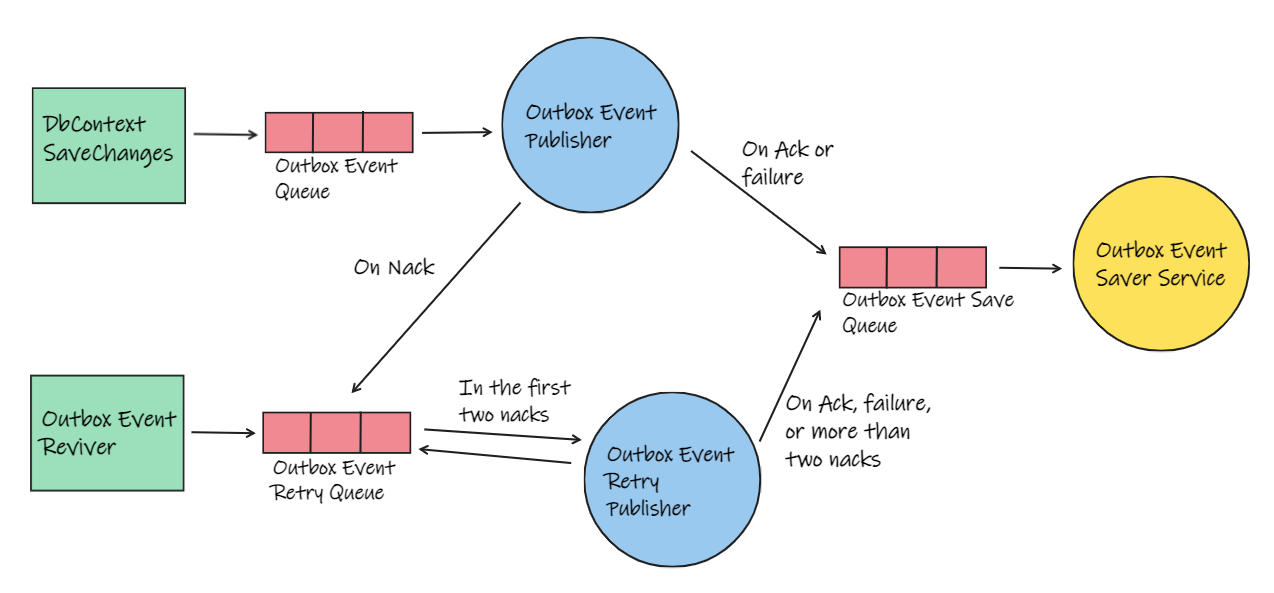 DbContext
SaveChanges
Outbox Event
Queue
Outbox Event
Publisher
On Ack or
failure
On Nack
Outbox Event Save
Queue
Outbox Event
Saver Service
Outbox Event
Reviver
Outbox Event
Retry Queue
In the first
two nacks
Outbox Event
Retry
Publisher
On Ack, failure,
or more than
two nacks